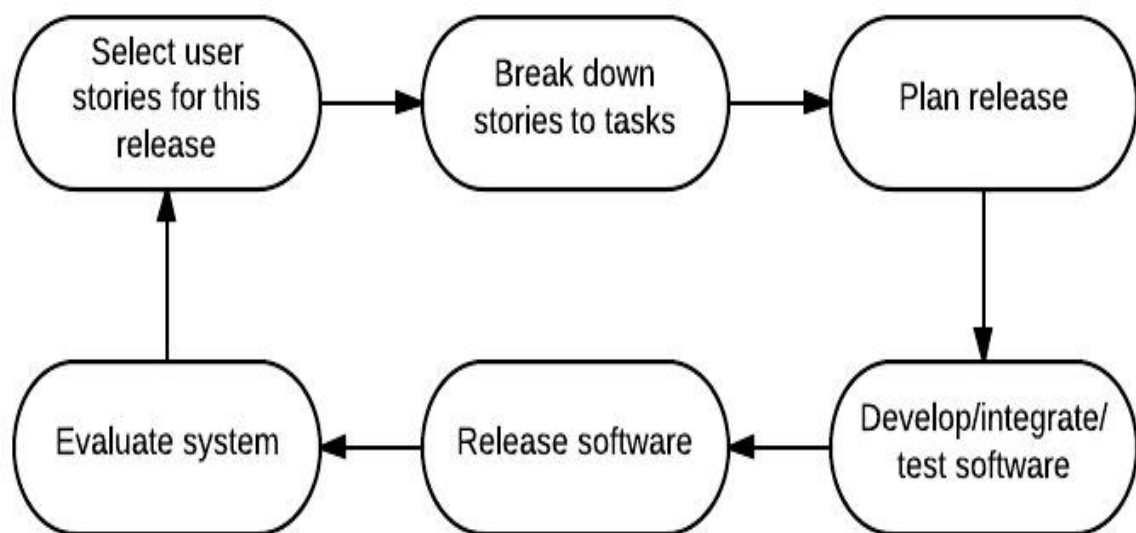 Select user
stories for this
release
Break down
stories to tasks
Plan release
Develop/integrate/
test software
Release software
Evaluate system